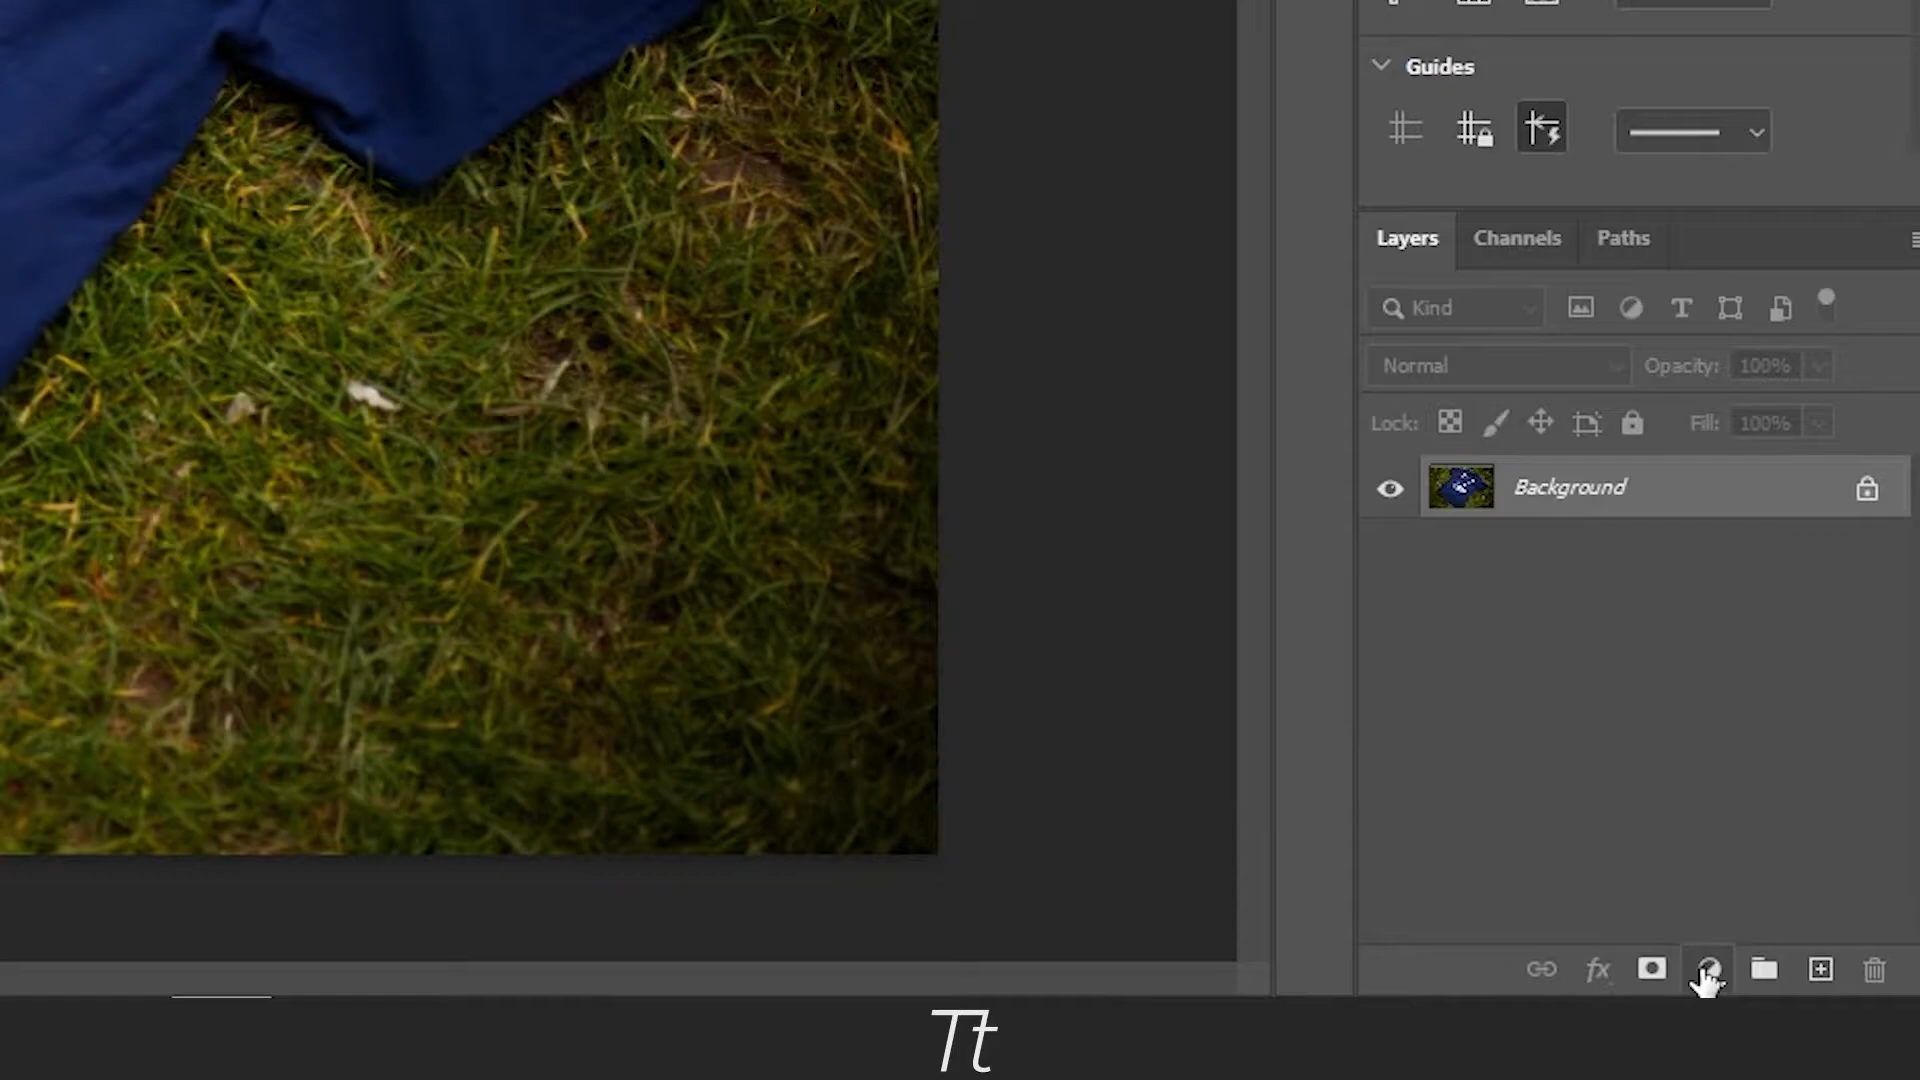 Guides
Layers Channels Paths
Kind
Normal Opacity: 100%
Lock: Fill: 100%
Background
fx
Tt